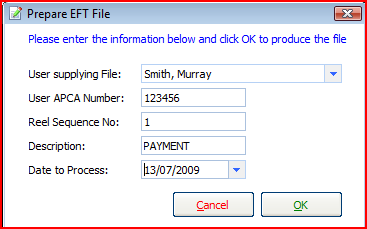 Prepare EFT File
Please enter the information below and click OK to produce the file
User supplying File: Smith, Murray
User APCA Number: 123456
Reel Sequence No: 1
Description: PAYMENT
Date to Process: 13/07/2009
Cancel OK